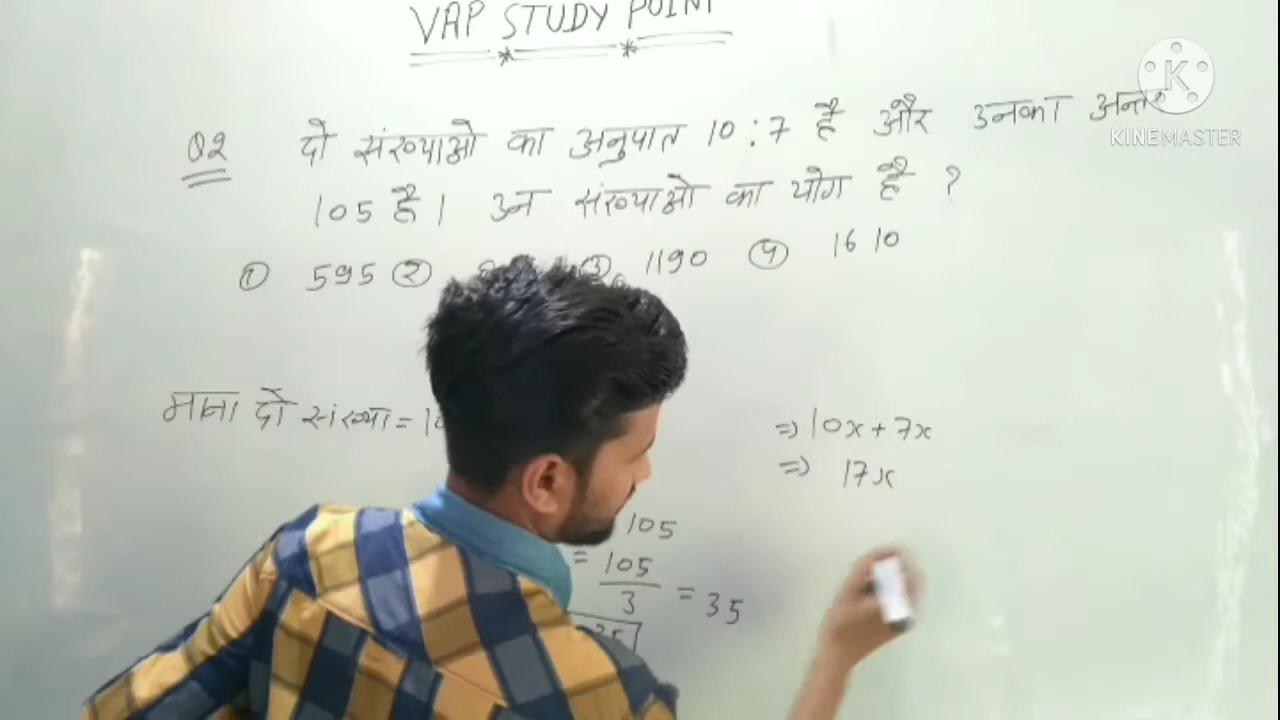 VAP STUDY POINT
Q2 दो संख्याओ का अनुपात 10:7 है और उनका अन्तर
105 है। उन संख्याओ का योग है ?
① 595 ② ③ 1190 ④ 1610
माना दो संख्या =
⇒ 10x + 7x
⇒ 17x
105
= 105/3 = 35
K
KINEMASTER